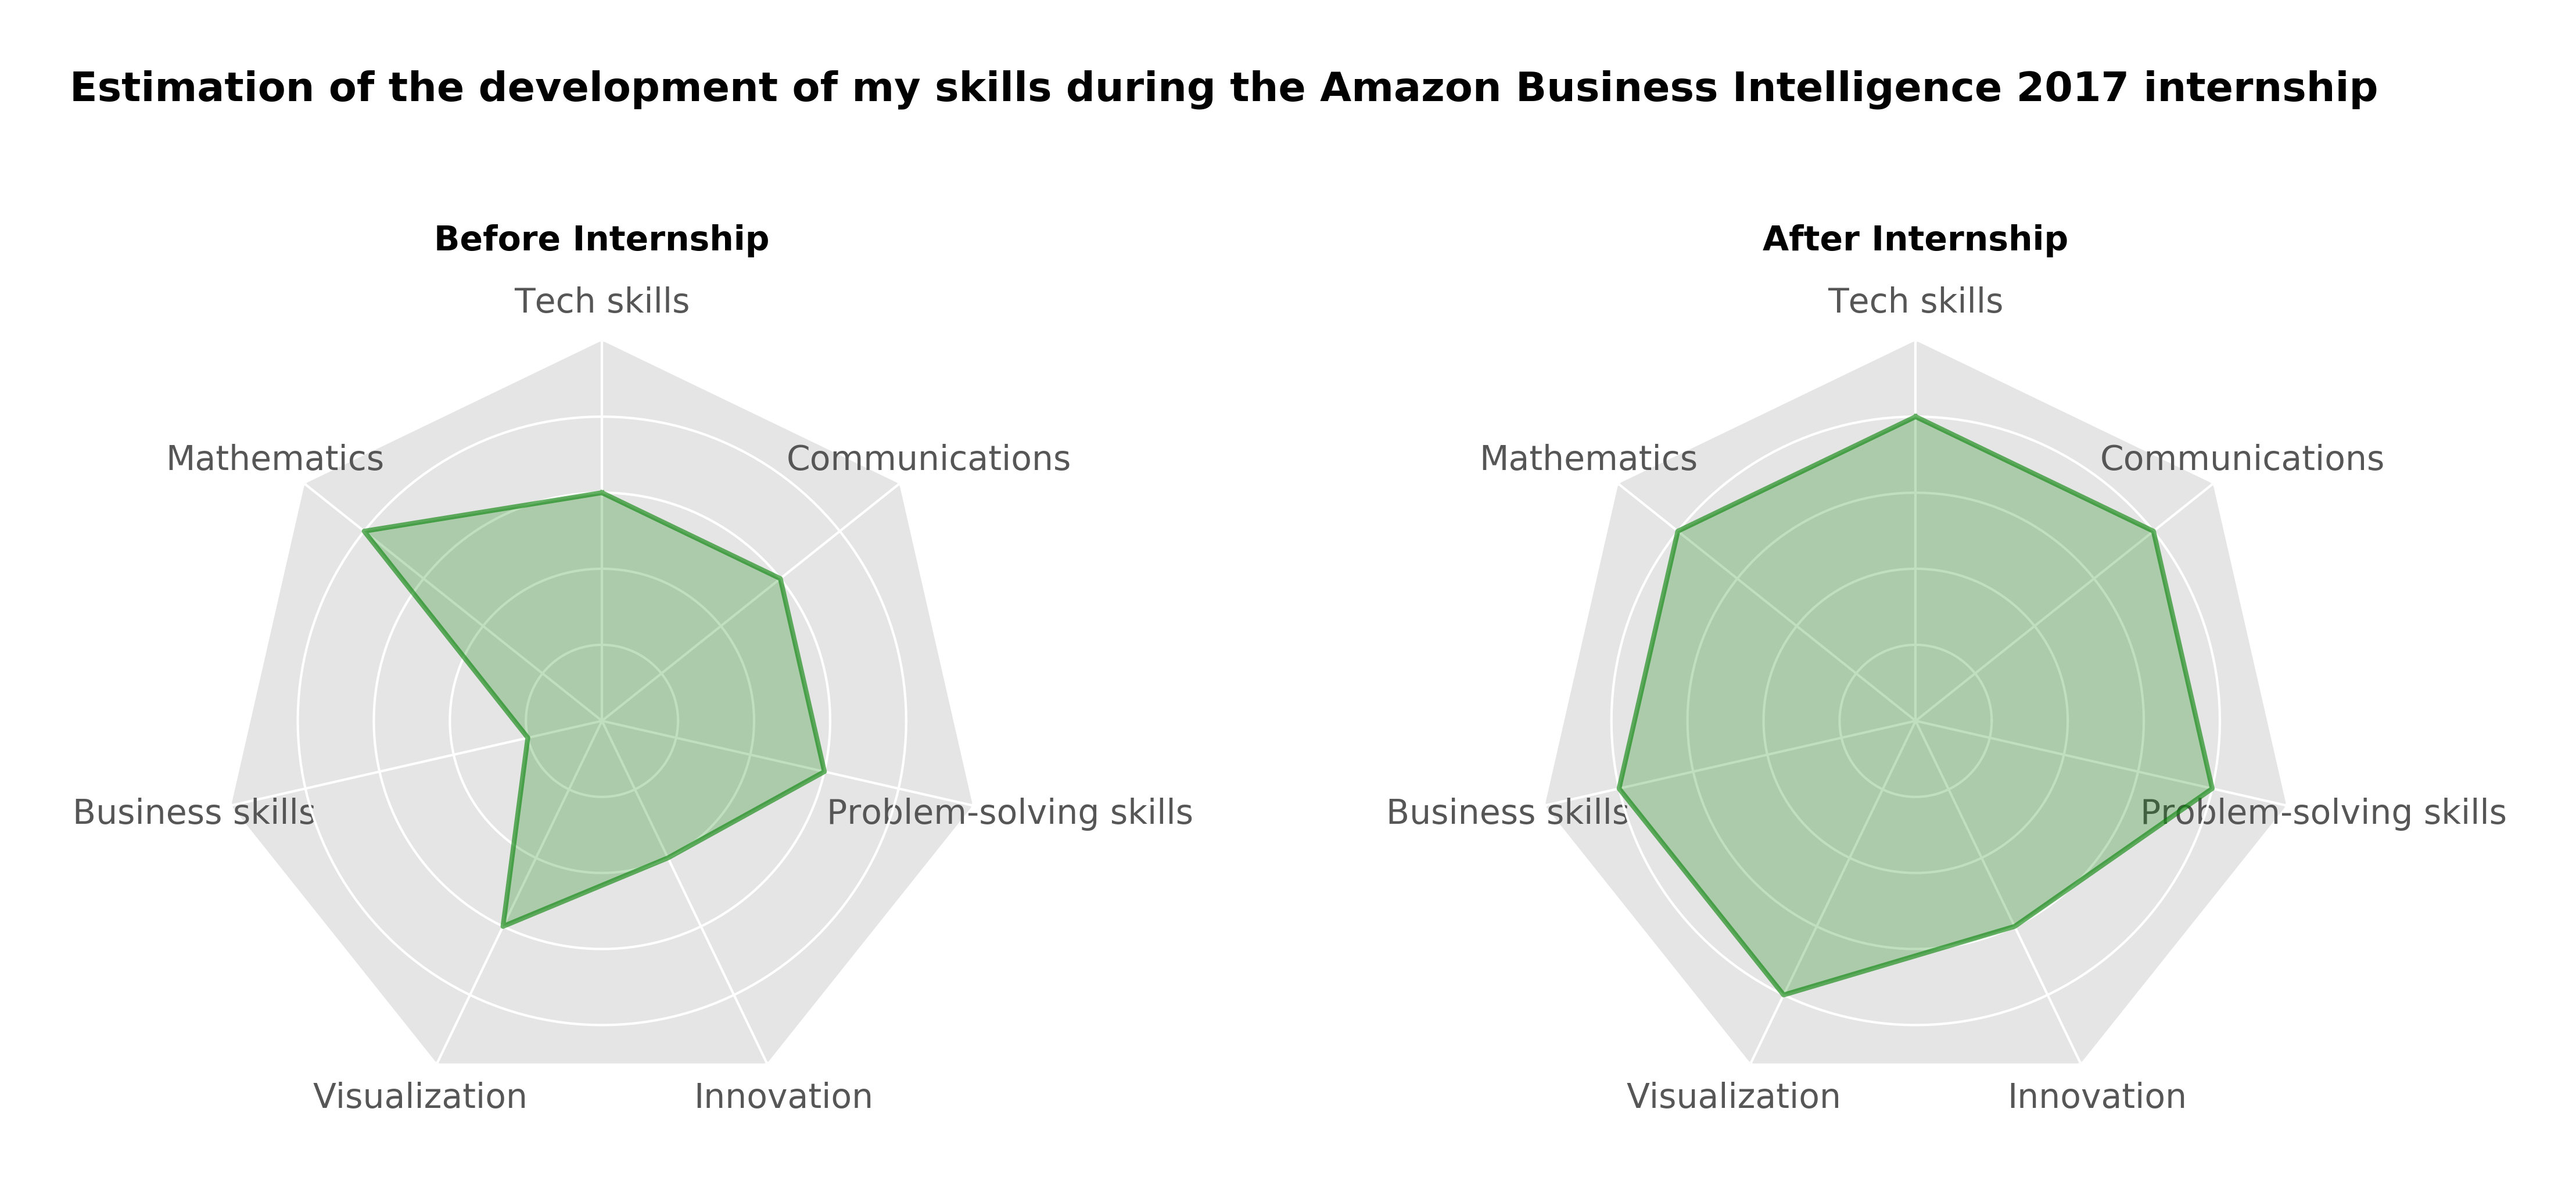 Estimation of the development of my skills during the Amazon Business Intelligence 2017 internship
Before Internship
Tech skills
Mathematics
Communications
Business skills
Problem-solving skills
Visualization
Innovation
After Internship
Tech skills
Mathematics
Communications
Business skills
Problem-solving skills
Visualization
Innovation